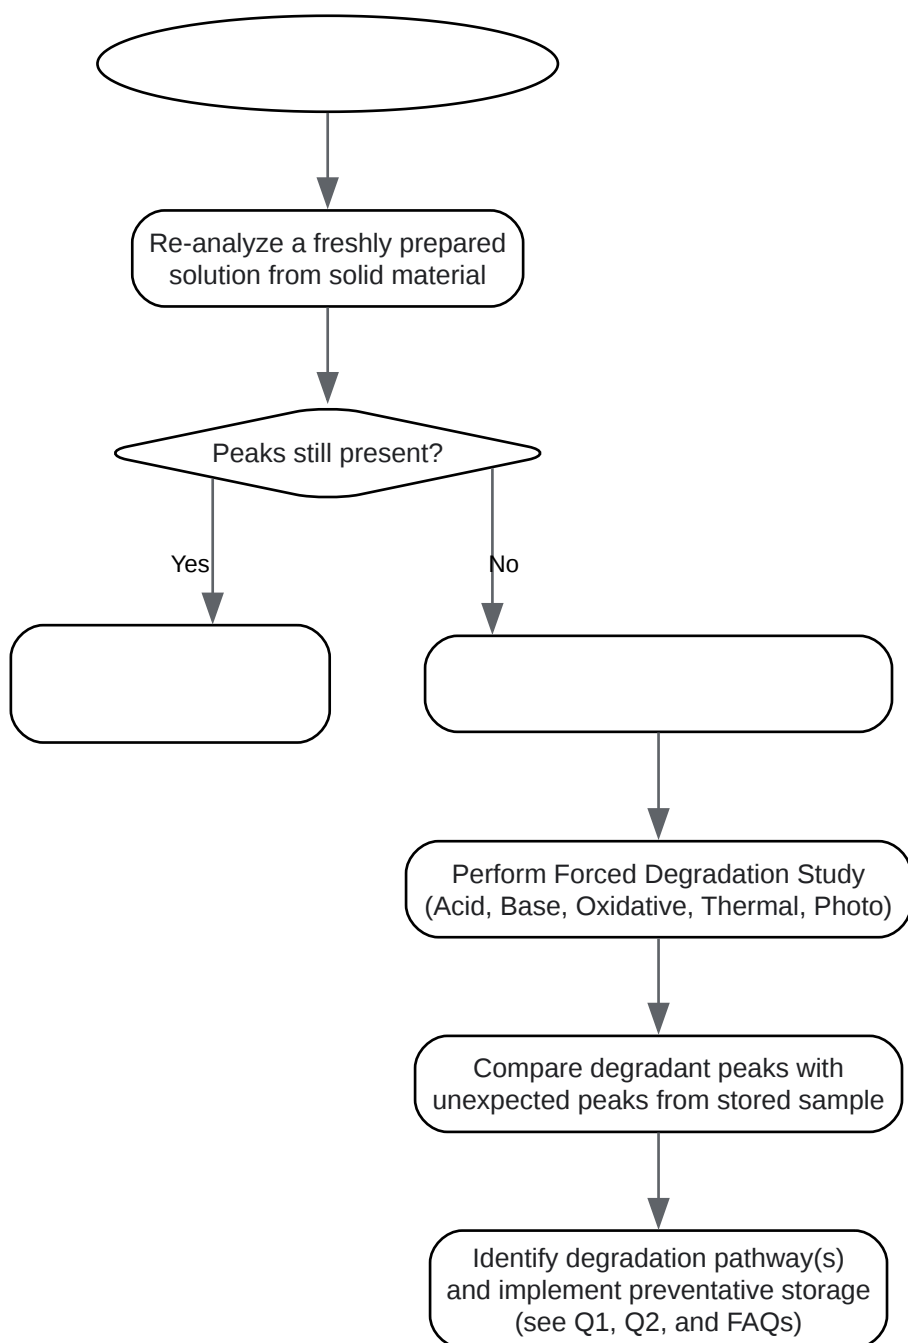 Re-analyze a freshly prepared
solution from solid material
Peaks still present?
Yes
No
Perform Forced Degradation Study
(Acid, Base, Oxidative, Thermal, Photo)
Compare degradant peaks with
unexpected peaks from stored sample
Identify degradation pathway(s)
and implement preventative storage
(see Q1, Q2, and FAQs)